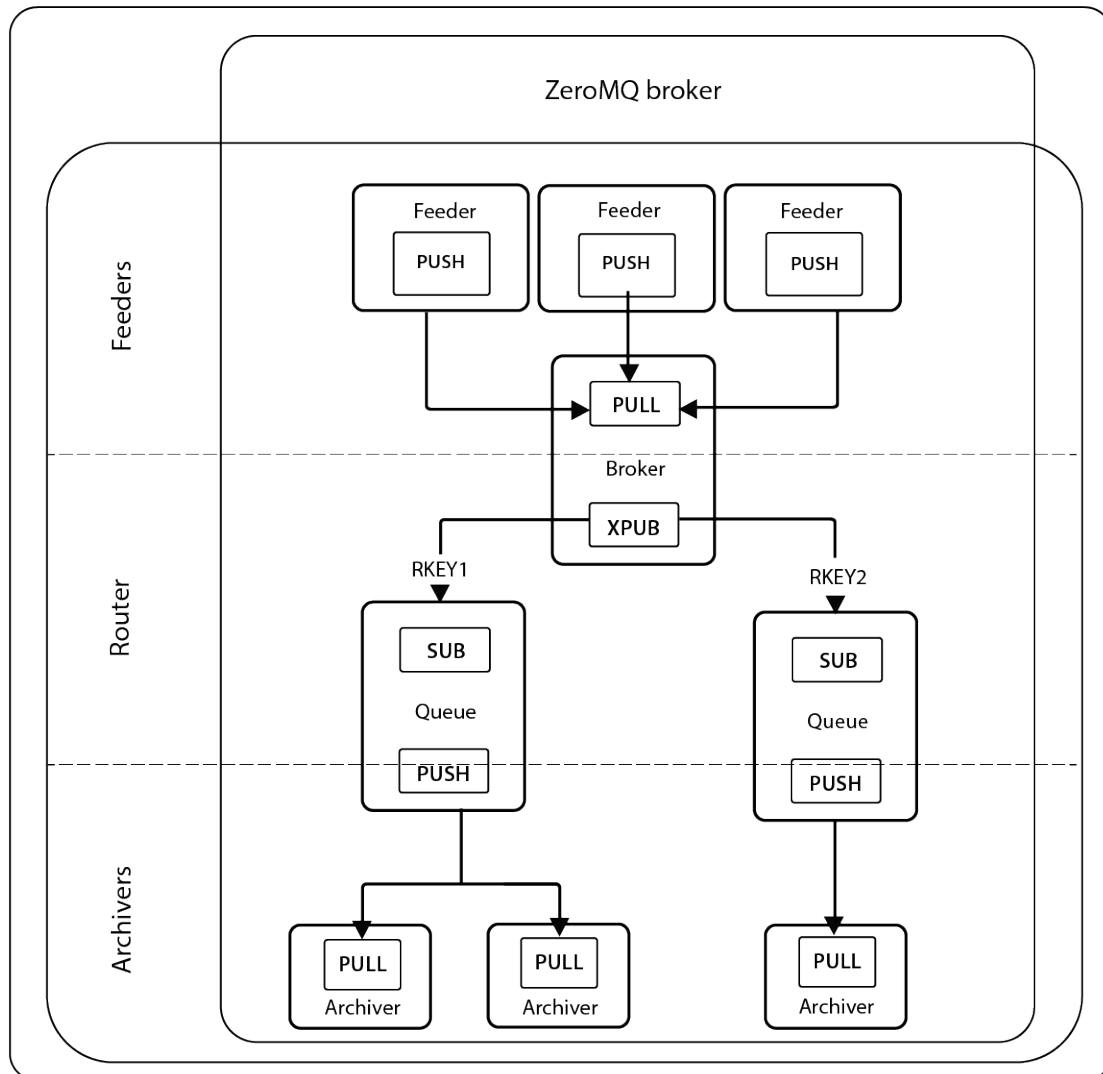 ZeroMQ broker
Feeders
Feeder
PUSH
Feeder
PUSH
Feeder
PUSH
PULL
Broker
XPUB
Router
RKEY1
RKEY2
SUB
Queue
PUSH
SUB
Queue
PUSH
Archivers
PULL
Archiver
PULL
Archiver
PULL
Archiver